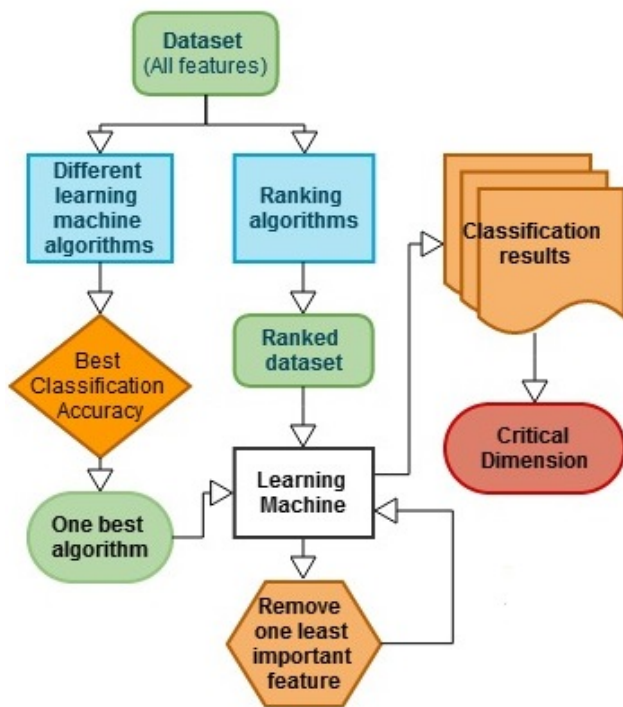 Dataset
(All features)
Different
learning
machine
algorithms
Ranking
algorithms
Classification
results
Best
Classification
Accuracy
Ranked
dataset
Critical
Dimension
One best
algorithm
Learning
Machine
Remove
one least
important
feature